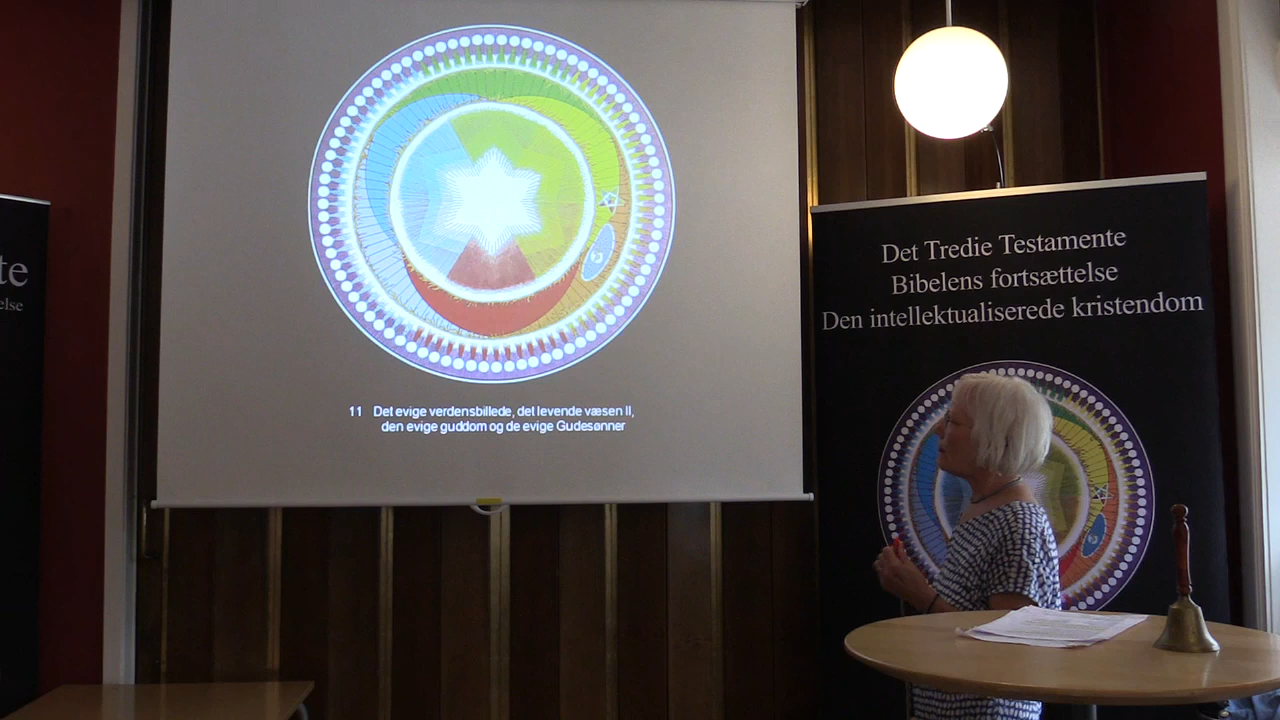 11 Det evige verdensbillede, det levende væsen II,
den evige guddom og de evige Gudesønner
Det Tredie Testamente
Bibelens fortsættelse
Den intellektualiserede kristendom
te
else